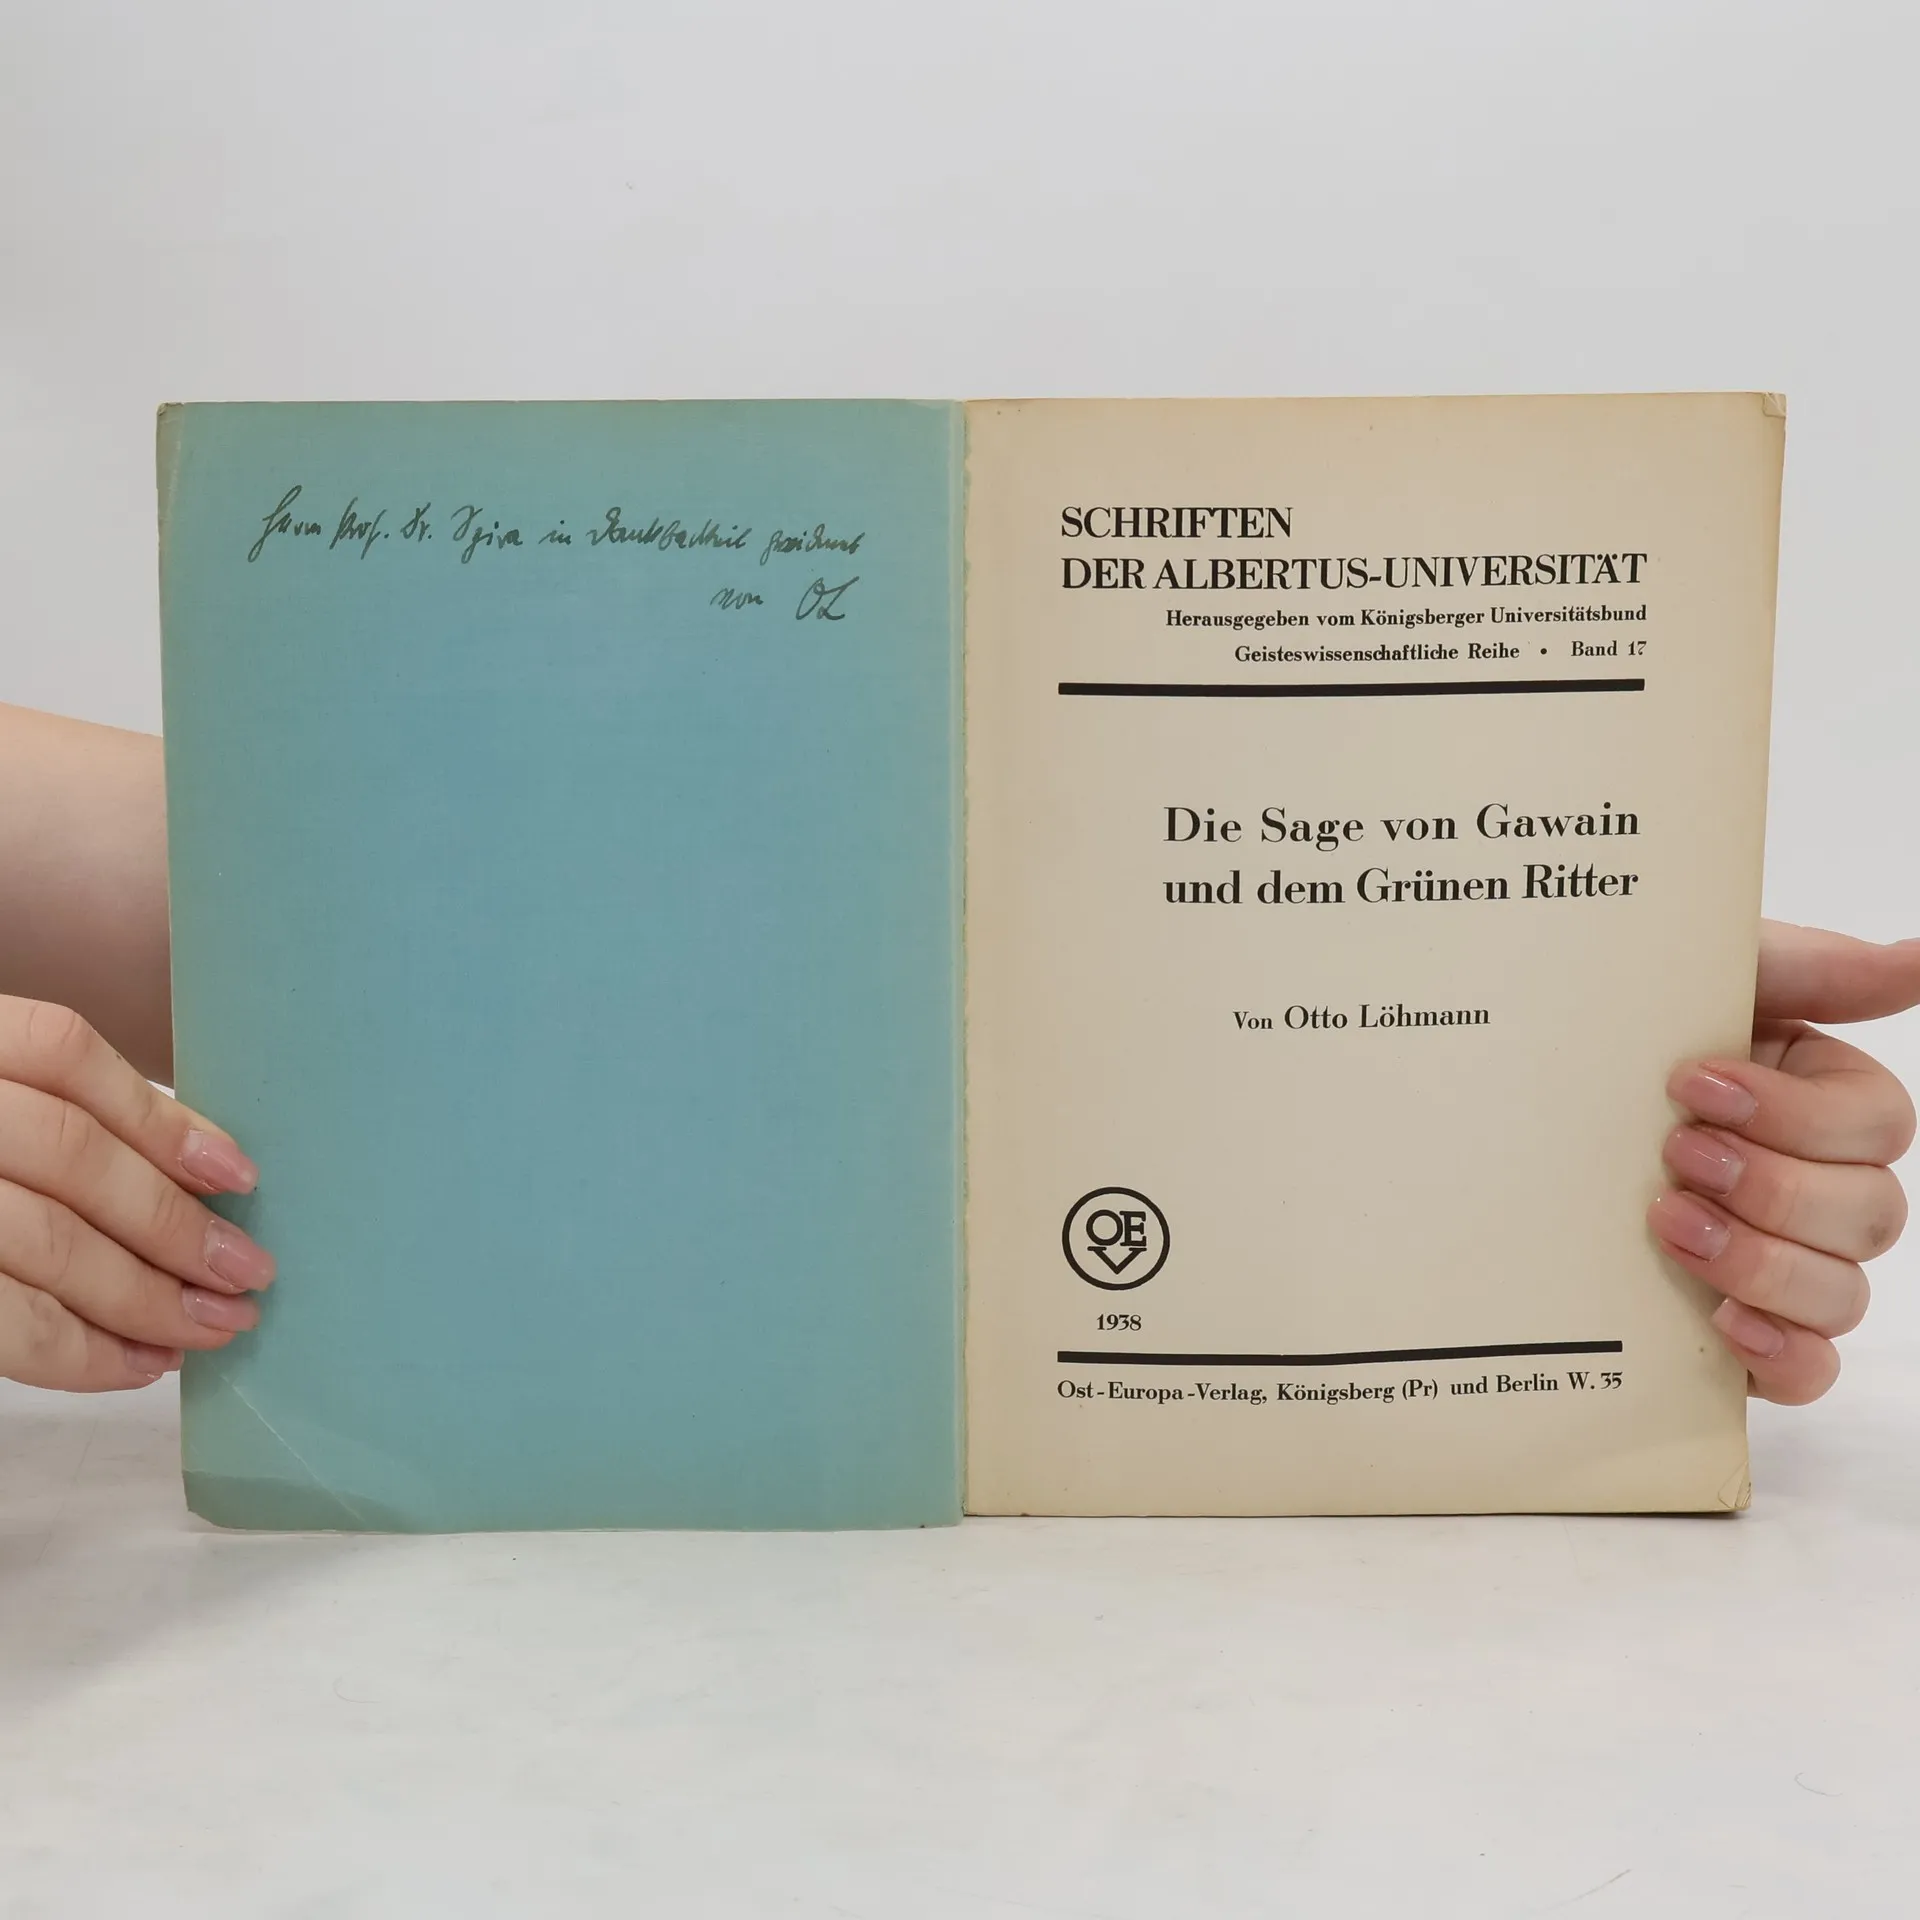 Herrn Prof. Dr. Spira in Dankbarkeit gewidmet
von OL
SCHRIFTEN
DER ALBERTUS-UNIVERSITÄT
Herausgegeben vom Königsberger Universitätsbund
Geisteswissenschaftliche Reihe • Band 17
Die Sage von Gawain
und dem Grünen Ritter
Von Otto Löhmann
OEV
1938
Ost-Europa-Verlag, Königsberg (Pr) und Berlin W. 35